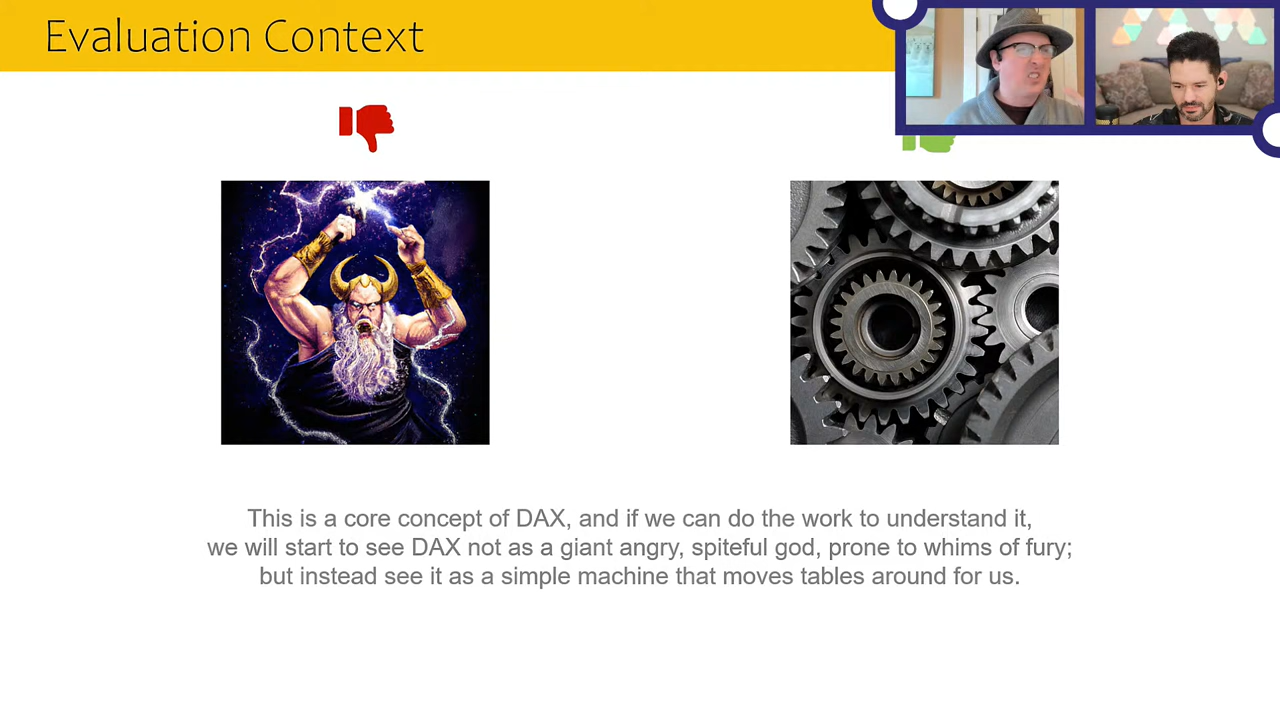 Evaluation Context
This is a core concept of DAX, and if we can do the work to understand it,
we will start to see DAX not as a giant angry, spiteful god, prone to whims of fury;
but instead see it as a simple machine that moves tables around for us.